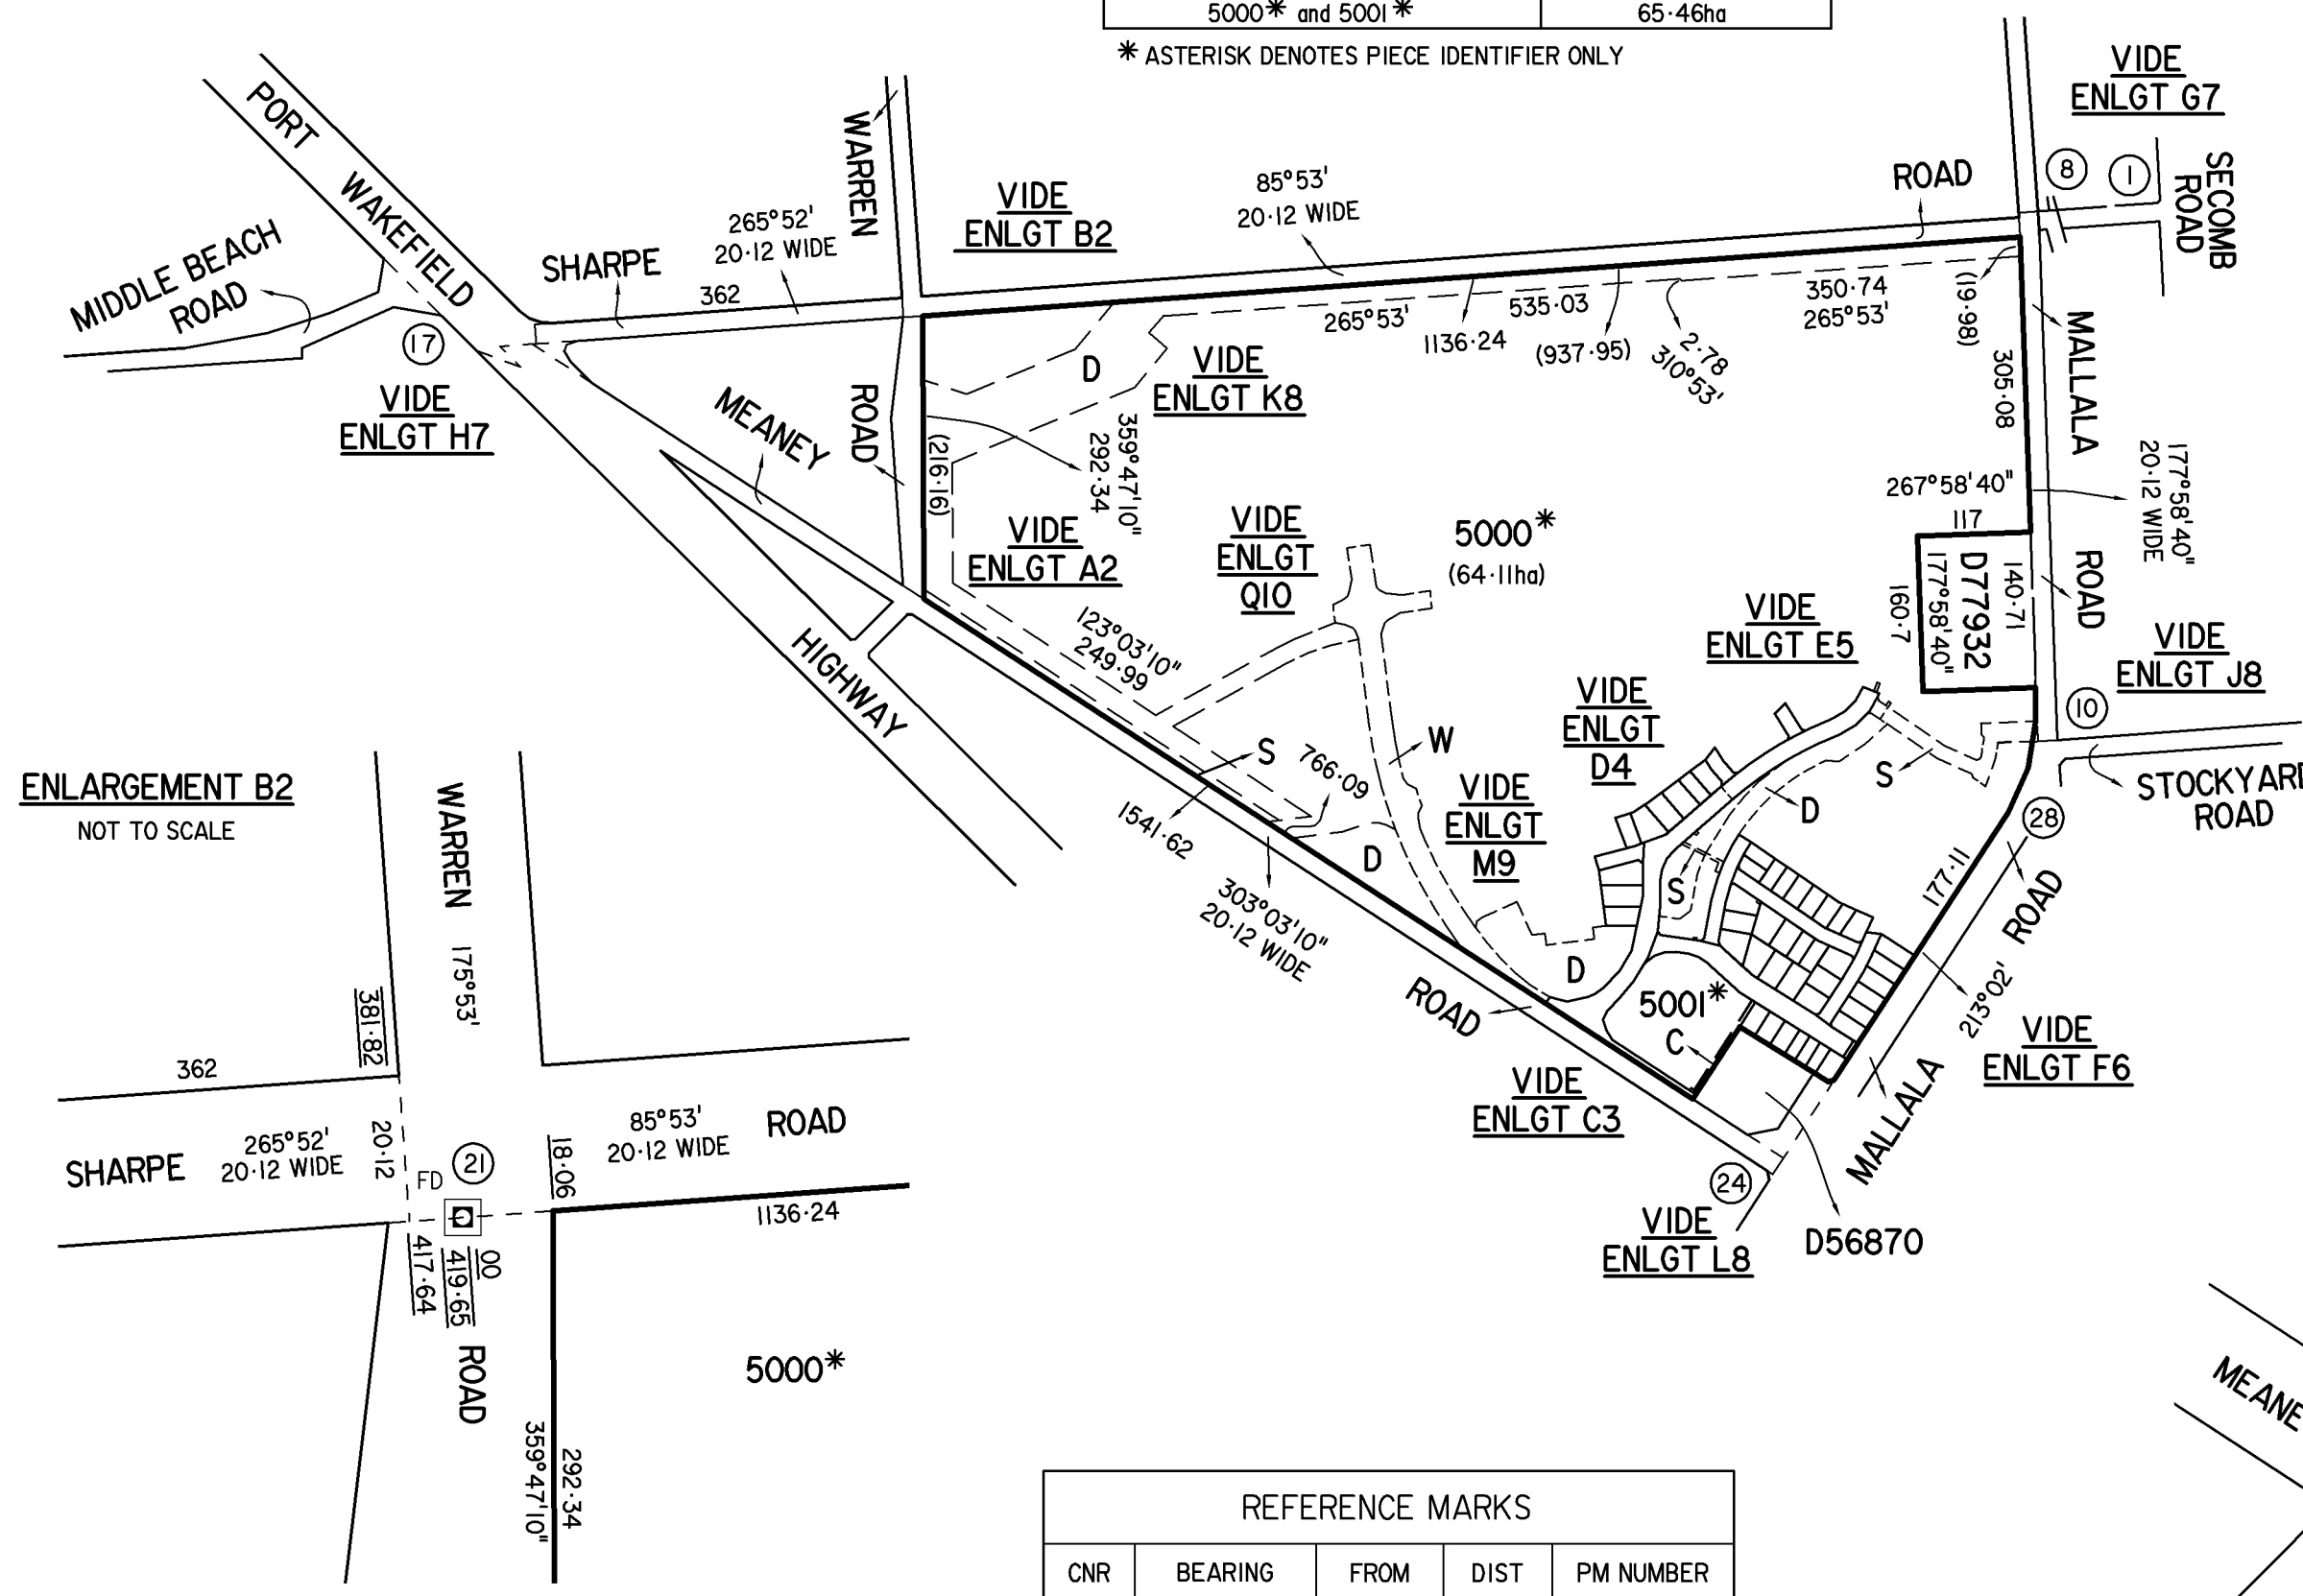 5000* and 5001*
65·46ha
* ASTERISK DENOTES PIECE IDENTIFIER ONLY
VIDE
ENLGT G7
PORT WAKEFIELD HIGHWAY
MIDDLE BEACH
ROAD
17
VIDE
ENLGT H7
SHARPE
265°52'
20·12 WIDE
362
WARREN
ROAD
VIDE
ENLGT B2
85°53'
20·12 WIDE
ROAD
8
1
SECOMB
ROAD
265°53'
1136·24
535·03
(937·95)
2·78
310°53'
350·74
265°53'
(19·98)
305·08
MALLALA
ROAD
177°58'40"
20·12 WIDE
D
VIDE
ENLGT K8
MEANEY
(216·16)
359°47'10"
292·34
VIDE
ENLGT A2
VIDE
ENLGT
Q10
5000*
(64·11ha)
267°58'40"
117
D77932
177°58'40"
160·7
140·71
VIDE
ENLGT E5
VIDE
ENLGT J8
10
STOCKYARD
ROAD
123°03'10"
249·99
S
766·09
W
1541·62
303°03'10"
20·12 WIDE
D
VIDE
ENLGT
D4
VIDE
ENLGT
M9
S
D
S
28
177·11
ROAD
213°02'
D
5001*
C
ROAD
VIDE
ENLGT F6
MALLALA
VIDE
ENLGT C3
24
VIDE
ENLGT L8
D56870
MEANE
ENLARGEMENT B2
NOT TO SCALE
WARREN 175°53'
381·82
362
SHARPE
265°52'
20·12 WIDE
20·12
FD
21
18·06
85°53'
20·12 WIDE
ROAD
1136·24
417·64
419·65
00
ROAD
5000*
359°47'10"
292·34
REFERENCE MARKS
CNR BEARING FROM DIST PM NUMBER